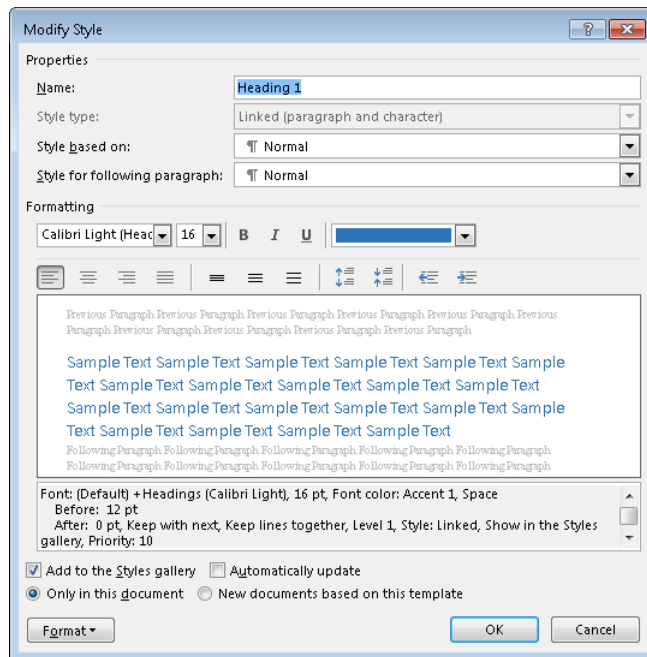 Modify Style
Properties
Name: Heading 1
Style type: Linked (paragraph and character)
Style based on: ¶ Normal
Style for following paragraph: ¶ Normal
Formatting
Calibri Light (Head 16 B I U
Previous Paragraph Previous Paragraph Previous Paragraph Previous Paragraph Previous
Paragraph Previous Paragraph Previous Paragraph Previous Paragraph Previous Paragraph
Sample Text Sample Text Sample Text Sample Text Sample Text Sample
Text Sample Text Sample Text Sample Text Sample Text Sample Text
Sample Text Sample Text Sample Text Sample Text Sample Text Sample
Text Sample Text Sample Text Sample Text Sample Text
Following Paragraph Following Paragraph Following Paragraph Following Paragraph
Following Paragraph Following Paragraph Following Paragraph Following Paragraph
Font: (Default) +Headings (Calibri Light), 16 pt, Font color: Accent 1, Space
Before: 12 pt
After: 0 pt, Keep with next, Keep lines together, Level 1, Style: Linked, Show in the Styles
gallery, Priority: 10
Add to the Styles gallery Automatically update
Only in this document New documents based on this template
Format OK Cancel